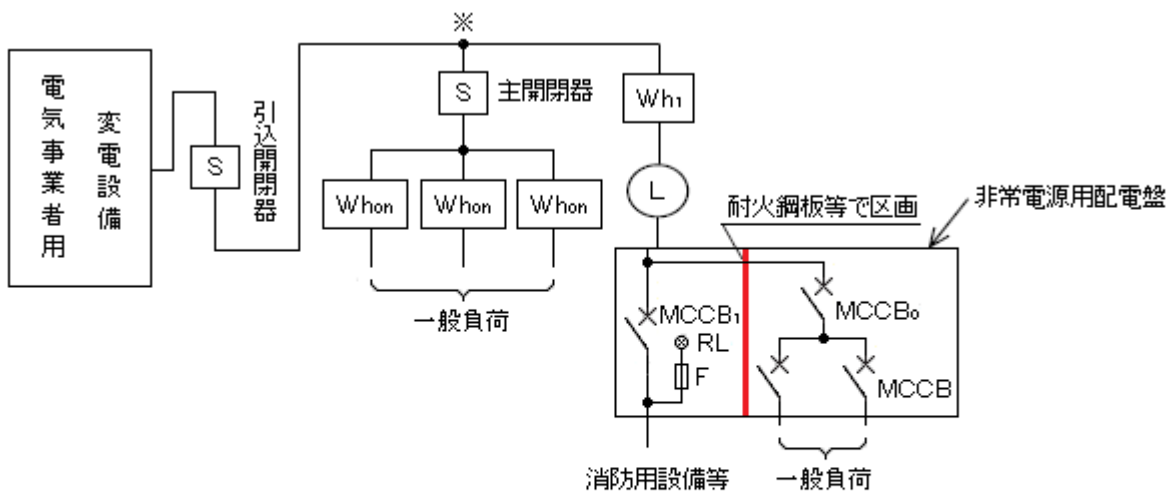 電気事業者用
変電設備
S
引込開閉器
※
S
主開閉器
Wh₁
Whon
Whon
Whon
一般負荷
L
耐火鋼板等で区画
非常電源用配電盤
MCCB₁
RL
F
MCCB₀
MCCB
消防用設備等
一般負荷